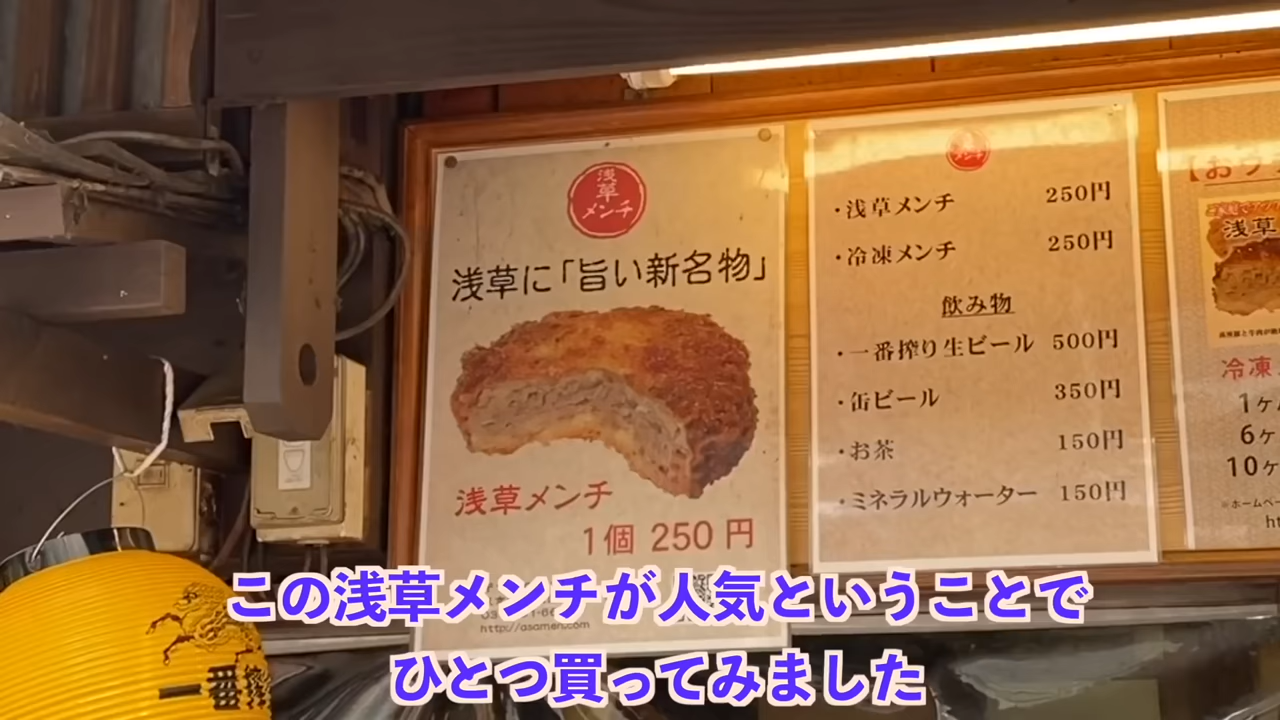 浅草
メンチ
浅草に「旨い新名物」
浅草メンチ
1個 250円
http://asamen.com
・浅草メンチ 250円
・冷凍メンチ 250円
飲み物
・一番搾り生ビール 500円
・缶ビール 350円
・お茶 150円
・ミネラルウォーター 150円
浅草
冷凍
1ケ
6ケ
10ケ
一番
この浅草メンチが人気ということで
ひとつ買ってみました